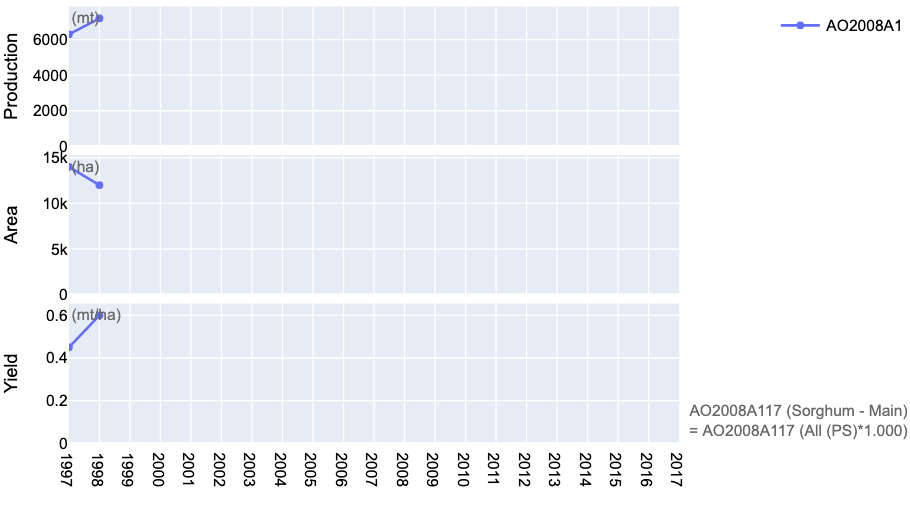 (mt)
AO2008A1
Production
6000
4000
2000
0
(ha)
Area
15k
10k
5k
0
(mt/ha)
Yield
0.6
0.4
0.2
0
AO2008A117 (Sorghum - Main)
= AO2008A117 (All (PS)*1.000)
1997 1998 1999 2000 2001 2002 2003 2004 2005 2006 2007 2008 2009 2010 2011 2012 2013 2014 2015 2016 2017